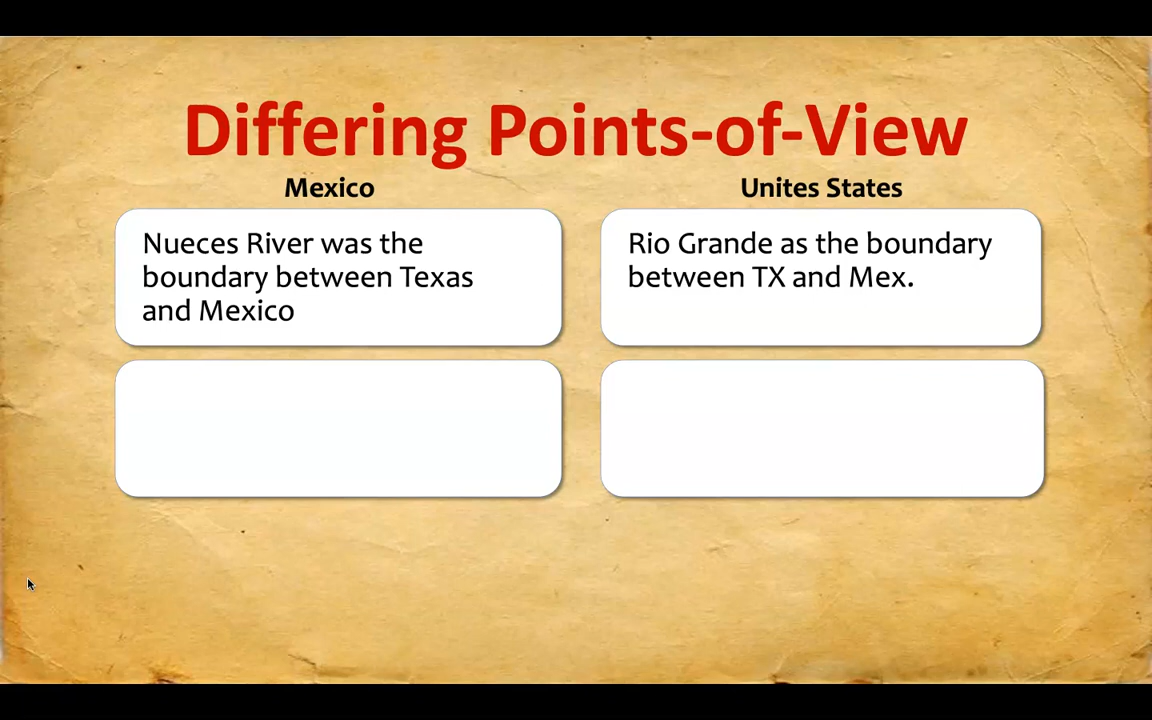 Differing Points-of-View
Mexico
Unites States
Nueces River was the
boundary between Texas
and Mexico
Rio Grande as the boundary
between TX and Mex.